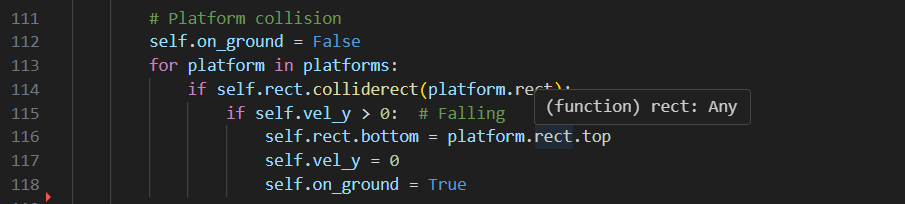 111 # Platform collision
112 self.on_ground = False
113 for platform in platforms:
114 if self.rect.colliderect(platform.rect):
(function) rect: Any
115 if self.vel_y > 0: # Falling
116 self.rect.bottom = platform.rect.top
117 self.vel_y = 0
118 self.on_ground = True